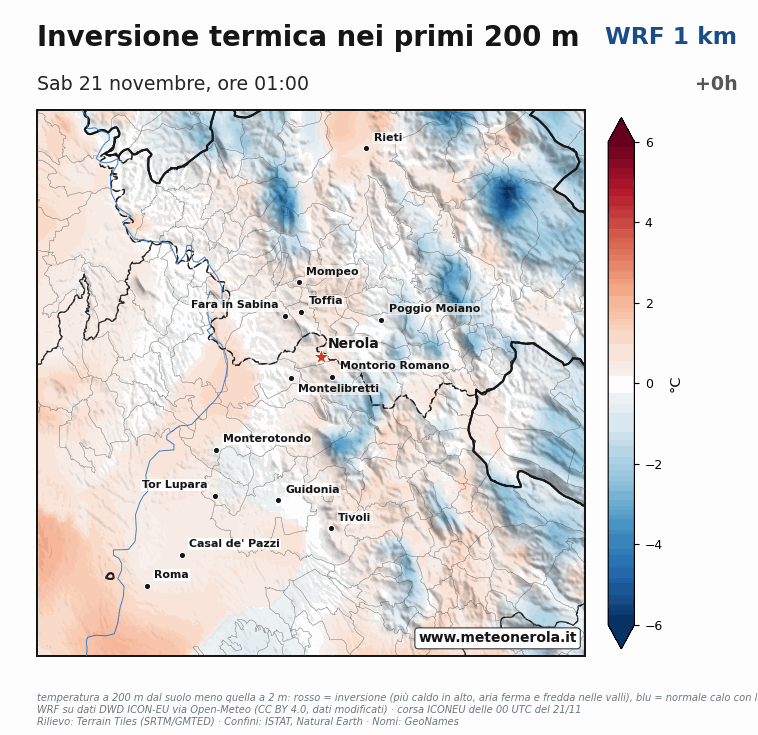 Inversione termica nei primi 200 m WRF 1 km
Sab 21 novembre, ore 01:00 +0h
Rieti
Mompeo
Fara in Sabina
Toffia
Poggio Moiano
Nerola
Montorio Romano
Montelibretti
Monterotondo
Tor Lupara
Guidonia
Tivoli
Casal de' Pazzi
Roma
www.meteonerola.it
6
4
2
0
−2
−4
−6
°C
temperatura a 200 m dal suolo meno quella a 2 m: rosso = inversione (più caldo in alto, aria ferma e fredda nelle valli), blu = normale calo con l
WRF su dati DWD ICON-EU via Open-Meteo (CC BY 4.0, dati modificati) · corsa ICONEU delle 00 UTC del 21/11
Rilievo: Terrain Tiles (SRTM/GMTED) · Confini: ISTAT, Natural Earth · Nomi: GeoNames